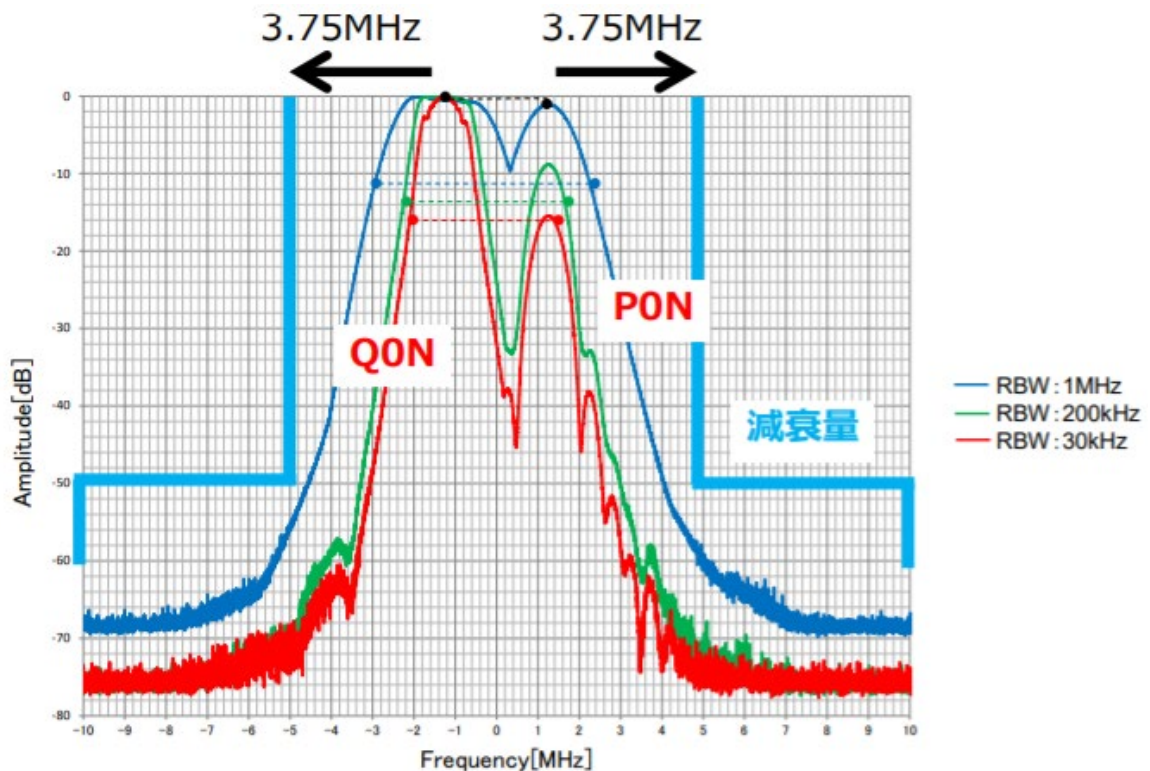 3.75MHz 3.75MHz
0
-10
-20
-30
-40
-50
-60
-70
-80
Amplitude[dB]
Q0N
P0N
減衰量
RBW：1MHz
RBW：200kHz
RBW：30kHz
-10 -9 -8 -7 -6 -5 -4 -3 -2 -1 0 1 2 3 4 5 6 7 8 9 10
Frequency[MHz]